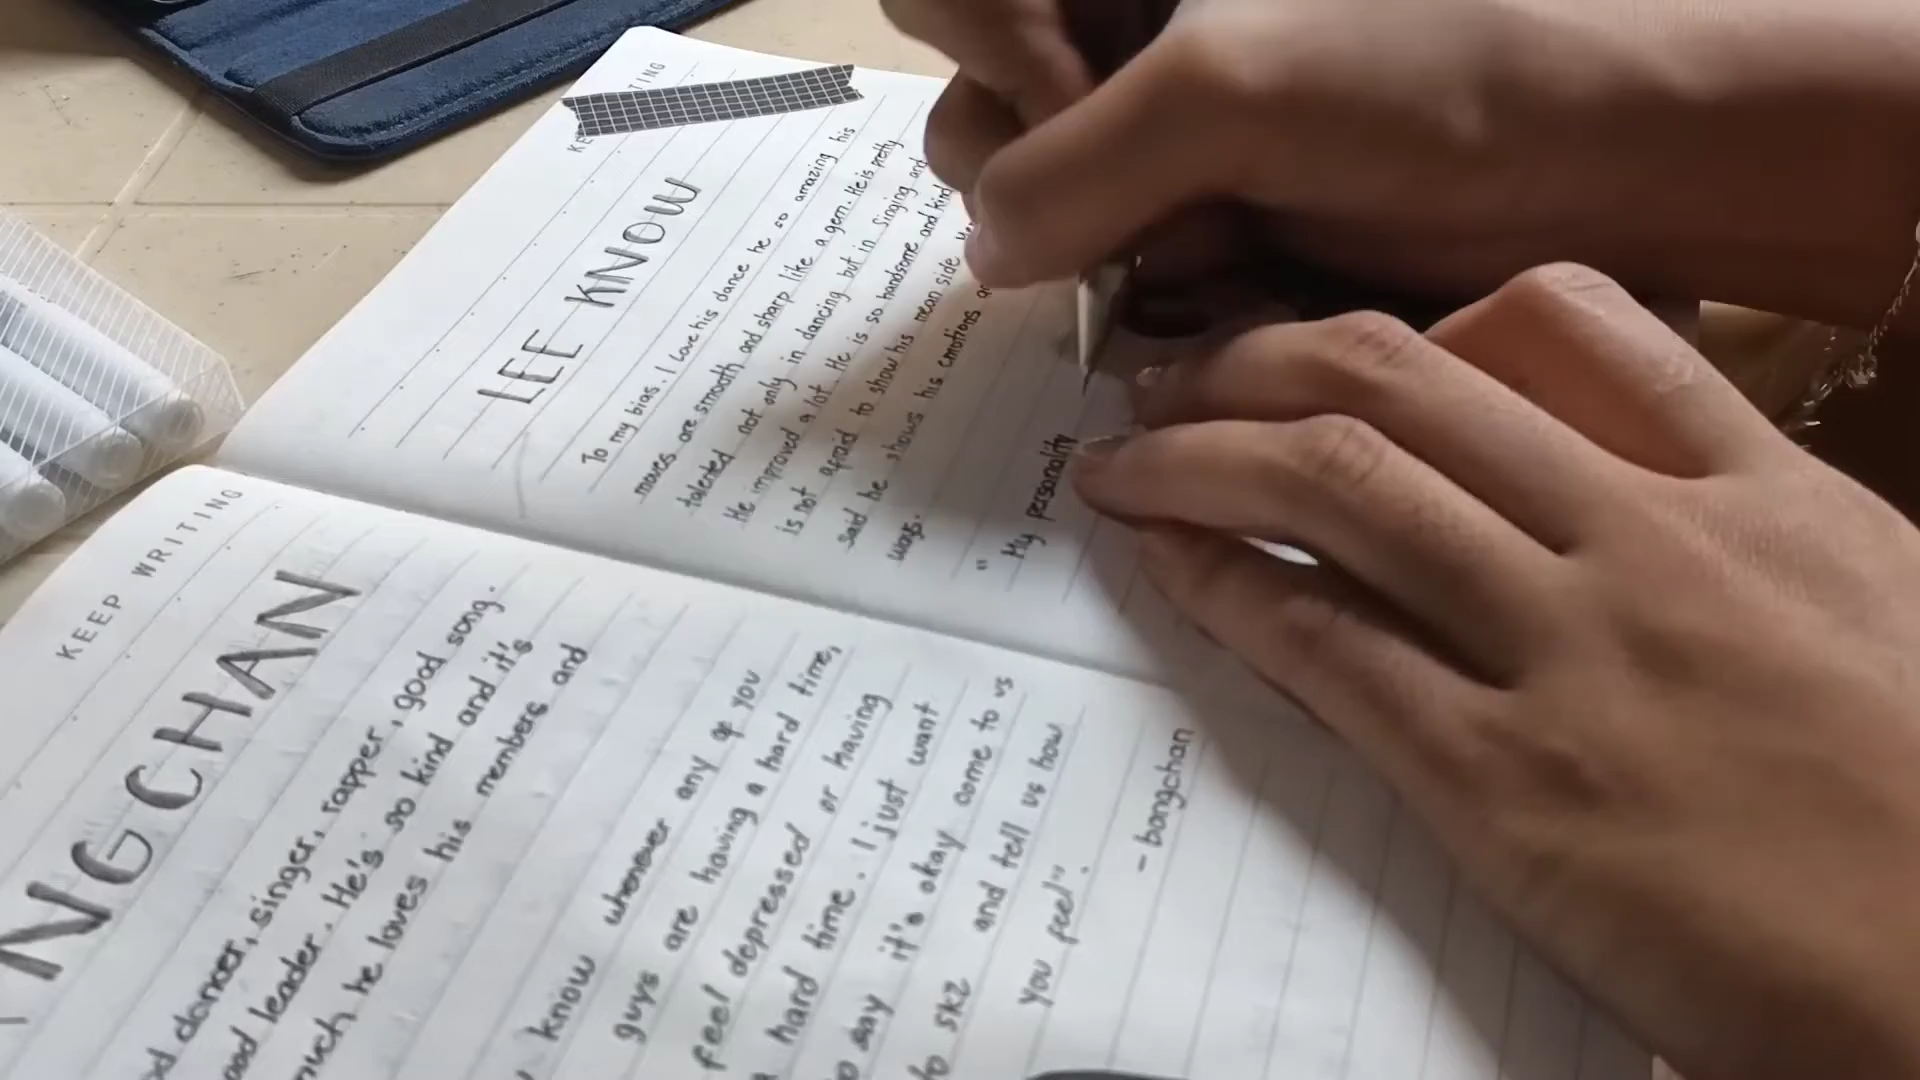 KE TING
LEE KNOW
To my bias. I Love his dance he so amazing his
moves are smooth and sharp like a gem. He is pretty
talented not only in dancing but in Singing and
He improved a lot. He is so handsome and kind
is not afraid to show his mean side
Said he shows his emotions
ways.
" My personality
KEEP WRITING
NGCHAN
dancer, singer, rapper, good song.
leader. He's so kind and it's
much he loves his members and
know whenever any of you
guys are having a hard time,
feel depressed or having
hard time. I just want
say it's okay come to us
to skz and tell us how
you feel".
- bangchan